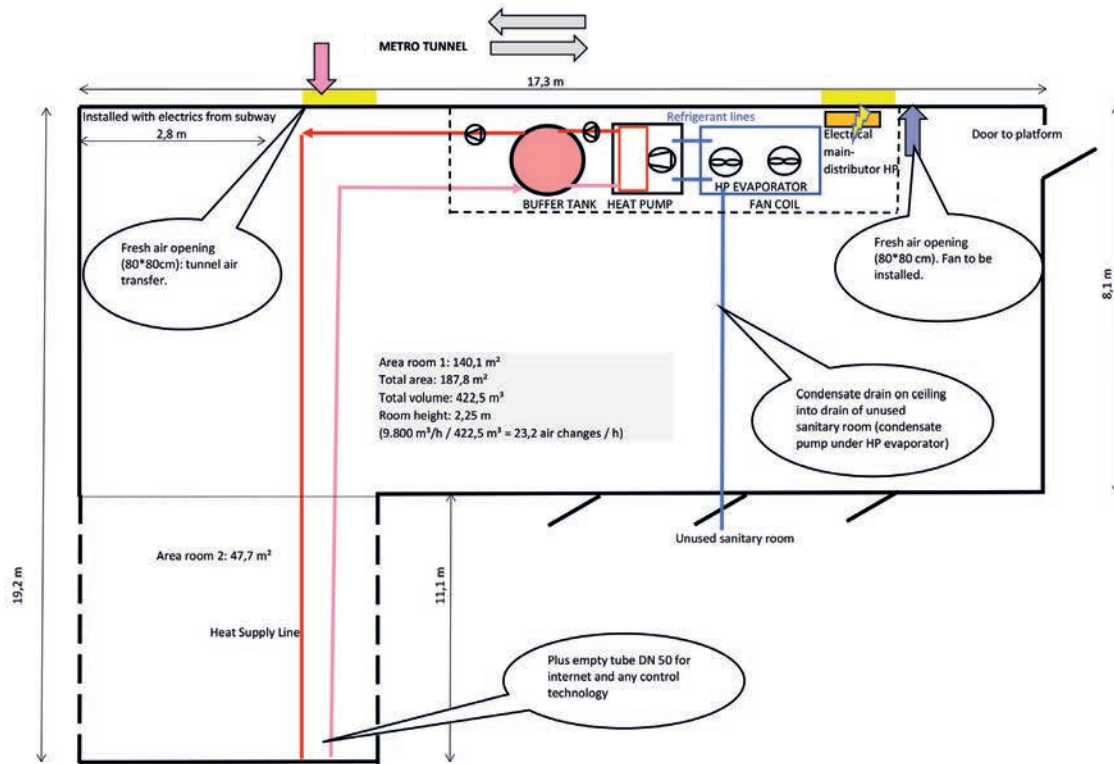 METRO TUNNEL
17,3 m
Installed with electrics from subway
2,8 m
Refrigerant lines
Electrical
main-
distributor HP
Door to platform
HP EVAPORATOR
BUFFER TANK
HEAT PUMP
FAN COIL
Fresh air opening
(80*80cm): tunnel air
transfer.
Fresh air opening
(80*80 cm). Fan to be
installed.
8,1 m
Area room 1: 140,1 m²
Total area: 187,8 m²
Total volume: 422,5 m³
Room height: 2,25 m
(9.800 m³/h / 422,5 m³ = 23,2 air changes / h)
Condensate drain on ceiling
into drain of unused
sanitary room (condensate
pump under HP evaporator)
Unused sanitary room
19,2 m
Area room 2: 47,7 m²
11,1 m
Heat Supply Line
Plus empty tube DN 50 for
internet and any control
technology